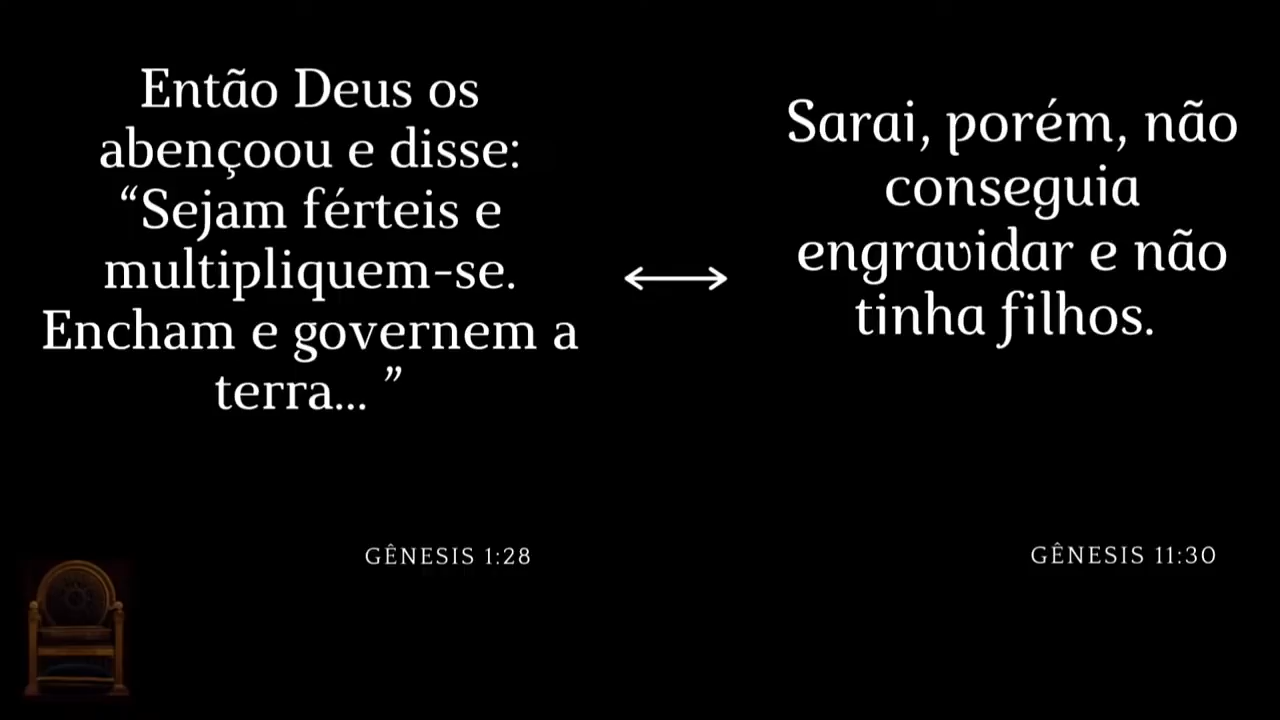 Então Deus os
abençoou e disse:
“Sejam férteis e
multipliquem-se.
Encham e governem a
terra... ”
GÊNESIS 1:28
Sarai, porém, não
conseguia
engravidar e não
tinha filhos.
GÊNESIS 11:30